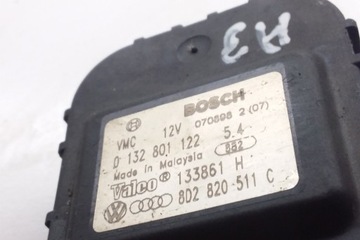 A3
BOSCH
VMC 12V 070898 2 (07)
0 132 801 122 5.4
Made in Malaysia 882
Valeo 133861 H
8D2 820-511 C